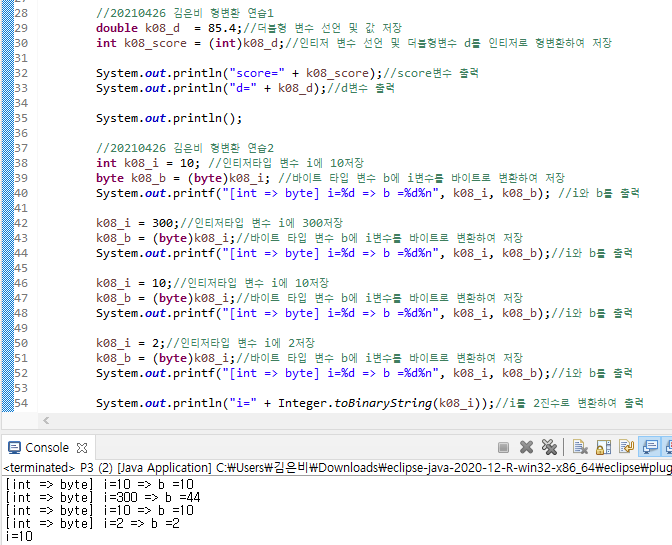 28 //20210426 김은비 형변환 연습1
29 double k08_d  = 85.4;//더블형 변수 선언 및 값 저장
30 int k08_score = (int)k08_d;//인티저 변수 선언 및 더블형변수 d를 인티저로 형변환하여 저장
31
32 System.out.println("score=" + k08_score);//score변수 출력
33 System.out.println("d=" + k08_d);//d변수 출력
34
35 System.out.println();
36
37 //20210426 김은비 형변환 연습2
38 int k08_i = 10; //인티저타입 변수 i에 10저장
39 byte k08_b = (byte)k08_i; //바이트 타입 변수 b에 i변수를 바이트로 변환하여 저장
40 System.out.printf("[int => byte] i=%d => b =%d%n", k08_i, k08_b); //i와 b를 출력
41
42 k08_i = 300;//인티저타입 변수 i에 300저장
43 k08_b = (byte)k08_i;//바이트 타입 변수 b에 i변수를 바이트로 변환하여 저장
44 System.out.printf("[int => byte] i=%d => b =%d%n", k08_i, k08_b);//i와 b를 출력
45
46 k08_i = 10;//인티저타입 변수 i에 10저장
47 k08_b = (byte)k08_i;//바이트 타입 변수 b에 i변수를 바이트로 변환하여 저장
48 System.out.printf("[int => byte] i=%d => b =%d%n", k08_i, k08_b);//i와 b를 출력
49
50 k08_i = 2;//인티저타입 변수 i에 2저장
51 k08_b = (byte)k08_i;//바이트 타입 변수 b에 i변수를 바이트로 변환하여 저장
52 System.out.printf("[int => byte] i=%d => b =%d%n", k08_i, k08_b);//i와 b를 출력
53
54 System.out.println("i=" + Integer.toBinaryString(k08_i));//i를 2진수로 변환하여 출력
Console
<terminated> P3 (2) [Java Application] C:₩Users₩김은비₩Downloads₩eclipse-java-2020-12-R-win32-x86_64₩eclipse₩plug
[int => byte] i=10 => b =10
[int => byte] i=300 => b =44
[int => byte] i=10 => b =10
[int => byte] i=2 => b =2
i=10